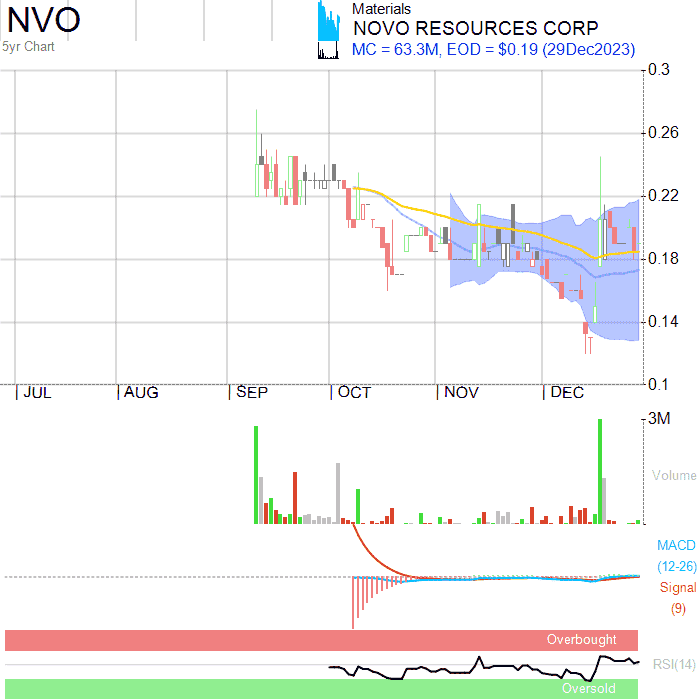 NVO
5yr Chart
Materials
NOVO RESOURCES CORP
MC = 63.3M, EOD = $0.19 (29Dec2023)
0.3
0.26
0.22
0.18
0.14
0.1
JUL AUG SEP OCT NOV DEC
3M
Volume
MACD
(12-26)
Signal
(9)
Overbought
RSI(14)
Oversold